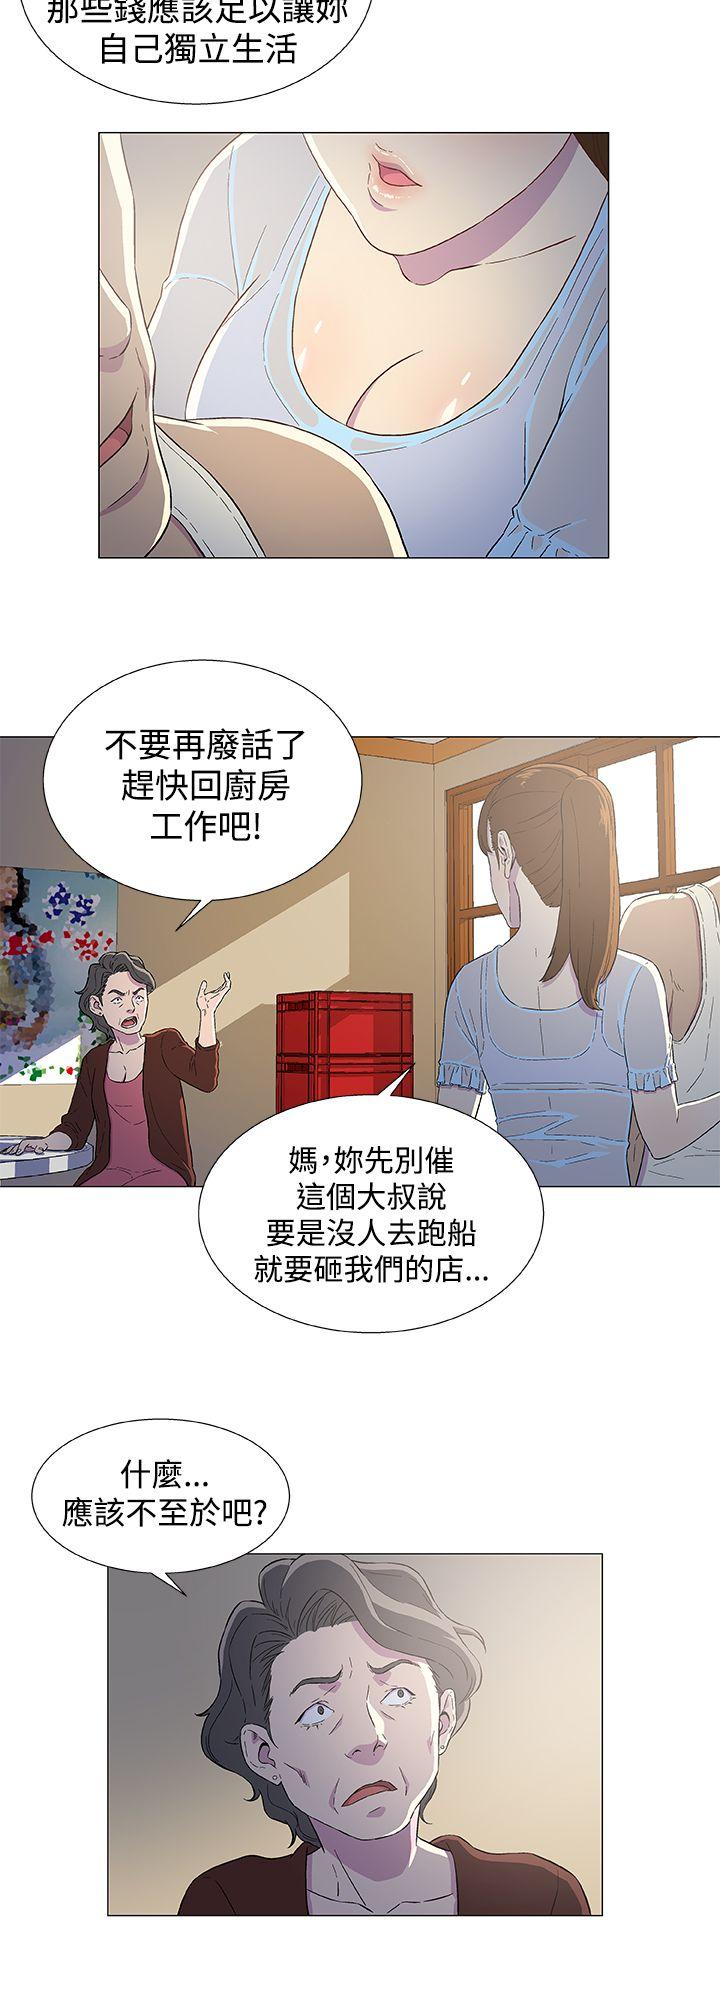 那些錢應該足以讓妳
自己獨立生活
不要再廢話了
趕快回廚房
工作吧!
媽,妳先別催
這個大叔說
要是沒人去跑船
就要砸我們的店...
什麼...
應該不至於吧?